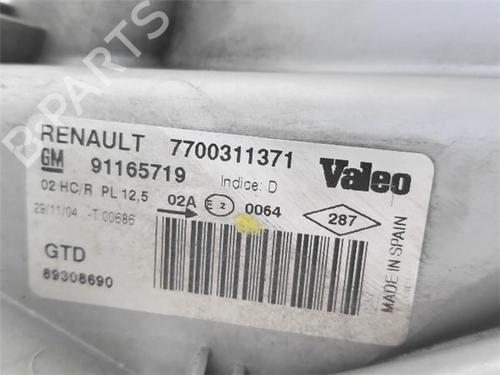 B-PARTS
RENAULT 7700311371
GM 91165719 Indice: D Valeo
02 HC/R PL 12,5 02A E2 0064 287
29/11/04 -T 00686
GTD
89308690
MADE IN SPAIN